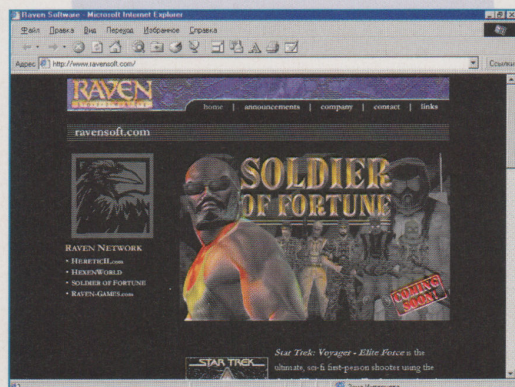 Raven Software - Microsoft Internet Explorer
Файл Правка Вид Переход Избранное Справка
Адрес http://www.ravensoft.com/ Ссылки
RAVEN
home | announcements | company | contact | links
ravensoft.com
SOLDIER
OF FORTUNE
RAVEN NETWORK
• HERETICII.com
• HEXENWORLD
• SOLDIER OF FORTUNE
• RAVEN-GAMES.com
COMING
SOON!
STAR TREK
Star Trek: Voyager - Elite Force is the
ultimate, sci-fi first-person shooter using the